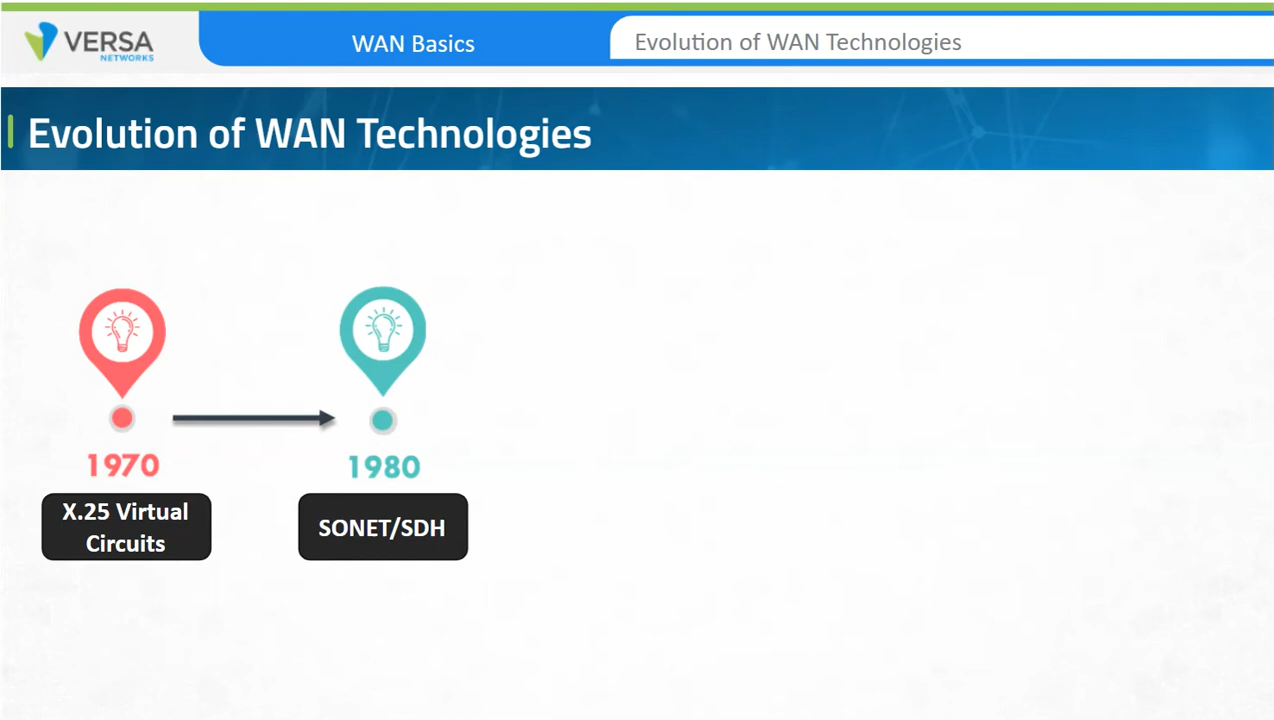 VERSA
NETWORKS
WAN Basics
Evolution of WAN Technologies
Evolution of WAN Technologies
1970
1980
X.25 Virtual
Circuits
SONET/SDH